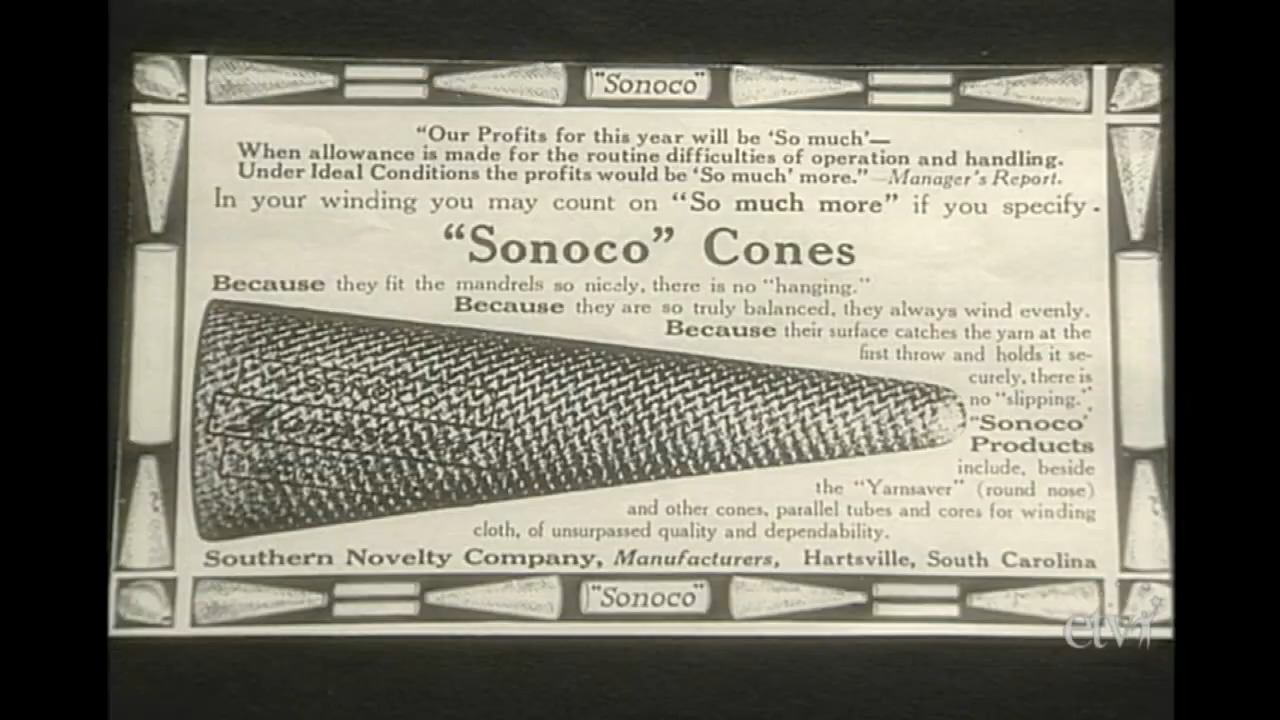 "Sonoco"
"Our Profits for this year will be 'So much'—
When allowance is made for the routine difficulties of operation and handling.
Under Ideal Conditions the profits would be 'So much' more." —Manager's Report.
In your winding you may count on "So much more" if you specify-
"Sonoco" Cones
Because they fit the mandrels so nicely, there is no "hanging."
Because they are so truly balanced, they always wind evenly.
Because their surface catches the yarn at the
first throw and holds it se-
curely, there is
no "slipping."
"Sonoco"
Products
include, beside
the "Yarnsaver" (round nose)
and other cones, parallel tubes and cores for winding
cloth, of unsurpassed quality and dependability.
Southern Novelty Company, Manufacturers, Hartsville, South Carolina
"Sonoco"
etv